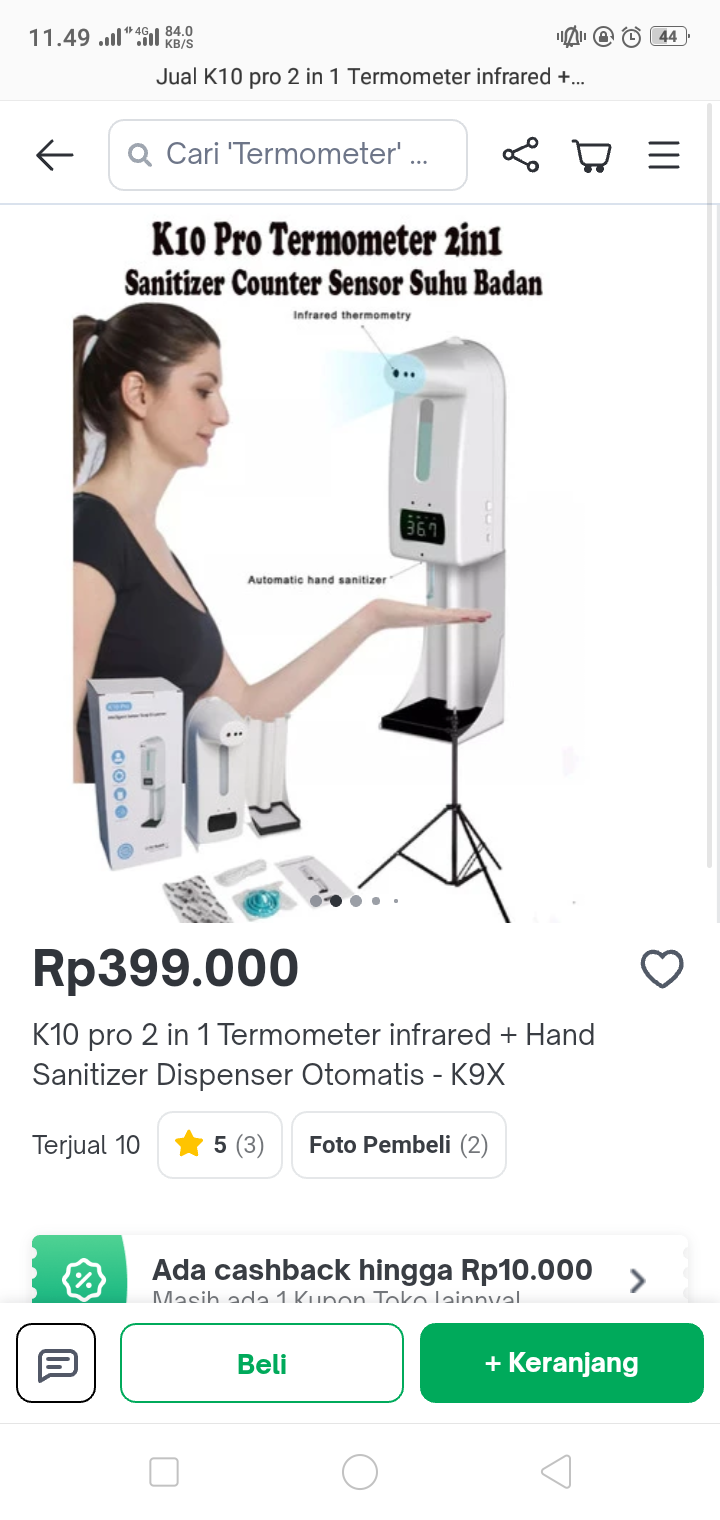 11.49
4G
84.0
KB/S
44
Jual K10 pro 2 in 1 Termometer infrared +...
Cari 'Termometer' ...
K10 Pro Termometer 2in1
Sanitizer Counter Sensor Suhu Badan
Infrared thermometry
36.7
Automatic hand sanitizer
K10 Pro
Rp399.000
K10 pro 2 in 1 Termometer infrared + Hand
Sanitizer Dispenser Otomatis - K9X
Terjual 10
5 (3)
Foto Pembeli (2)
Ada cashback hingga Rp10.000
Masih ada 1 Kupon Toko lainnya!
Beli
+ Keranjang